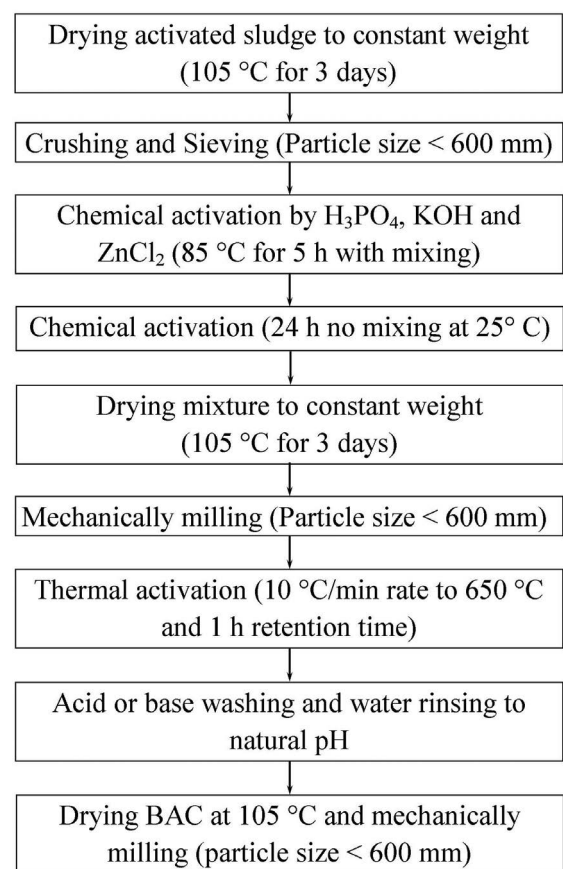 Drying activated sludge to constant weight
(105 °C for 3 days)
Crushing and Sieving (Particle size < 600 mm)
Chemical activation by H₃PO₄, KOH and
ZnCl₂ (85 °C for 5 h with mixing)
Chemical activation (24 h no mixing at 25° C)
Drying mixture to constant weight
(105 °C for 3 days)
Mechanically milling (Particle size < 600 mm)
Thermal activation (10 °C/min rate to 650 °C
and 1 h retention time)
Acid or base washing and water rinsing to
natural pH
Drying BAC at 105 °C and mechanically
milling (particle size < 600 mm)